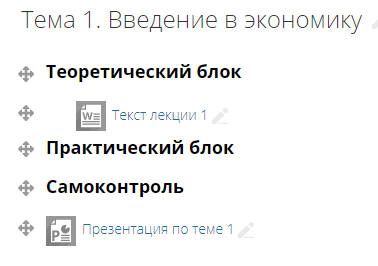 Тема 1. Введение в экономику
Теоретический блок
Текст лекции 1
Практический блок
Самоконтроль
Презентация по теме 1